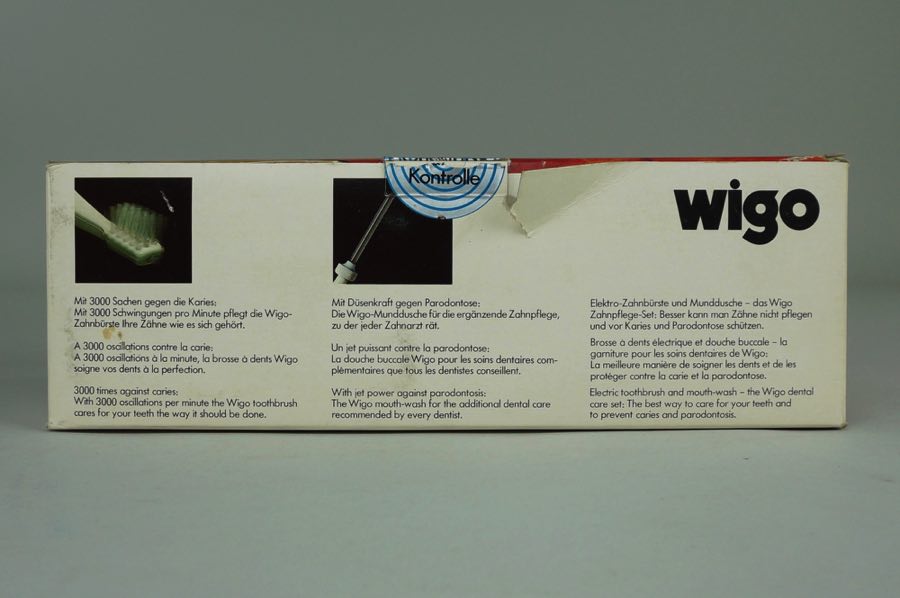 Kontrolle
wigo
Mit 3000 Sachen gegen die Karies:
Mit 3000 Schwingungen pro Minute pflegt die Wigo-
Zahnbürste Ihre Zähne wie es sich gehört.
A 3000 oscillations contre la carie:
A 3000 oscillations à la minute, la brosse à dents Wigo
soigne vos dents à la perfection.
3000 times against caries:
With 3000 oscillations per minute the Wigo toothbrush
cares for your teeth the way it should be done.
Mit Düsenkraft gegen Parodontose:
Die Wigo-Munddusche für die ergänzende Zahnpflege,
zu der jeder Zahnarzt rät.
Un jet puissant contre la parodontose:
La douche buccale Wigo pour les soins dentaires com-
plémentaires que tous les dentistes conseillent.
With jet power against parodontosis:
The Wigo mouth-wash for the additional dental care
recommended by every dentist.
Elektro-Zahnbürste und Munddusche – das Wigo
Zahnpflege-Set: Besser kann man Zähne nicht pflegen
und vor Karies und Parodontose schützen.
Brosse à dents électrique et douche buccale – la
garniture pour les soins dentaires de Wigo:
La meilleure manière de soigner les dents et de les
protéger contre la carie et la parodontose.
Electric toothbrush and mouth-wash – the Wigo dental
care set: The best way to care for your teeth and
to prevent caries and parodontosis.